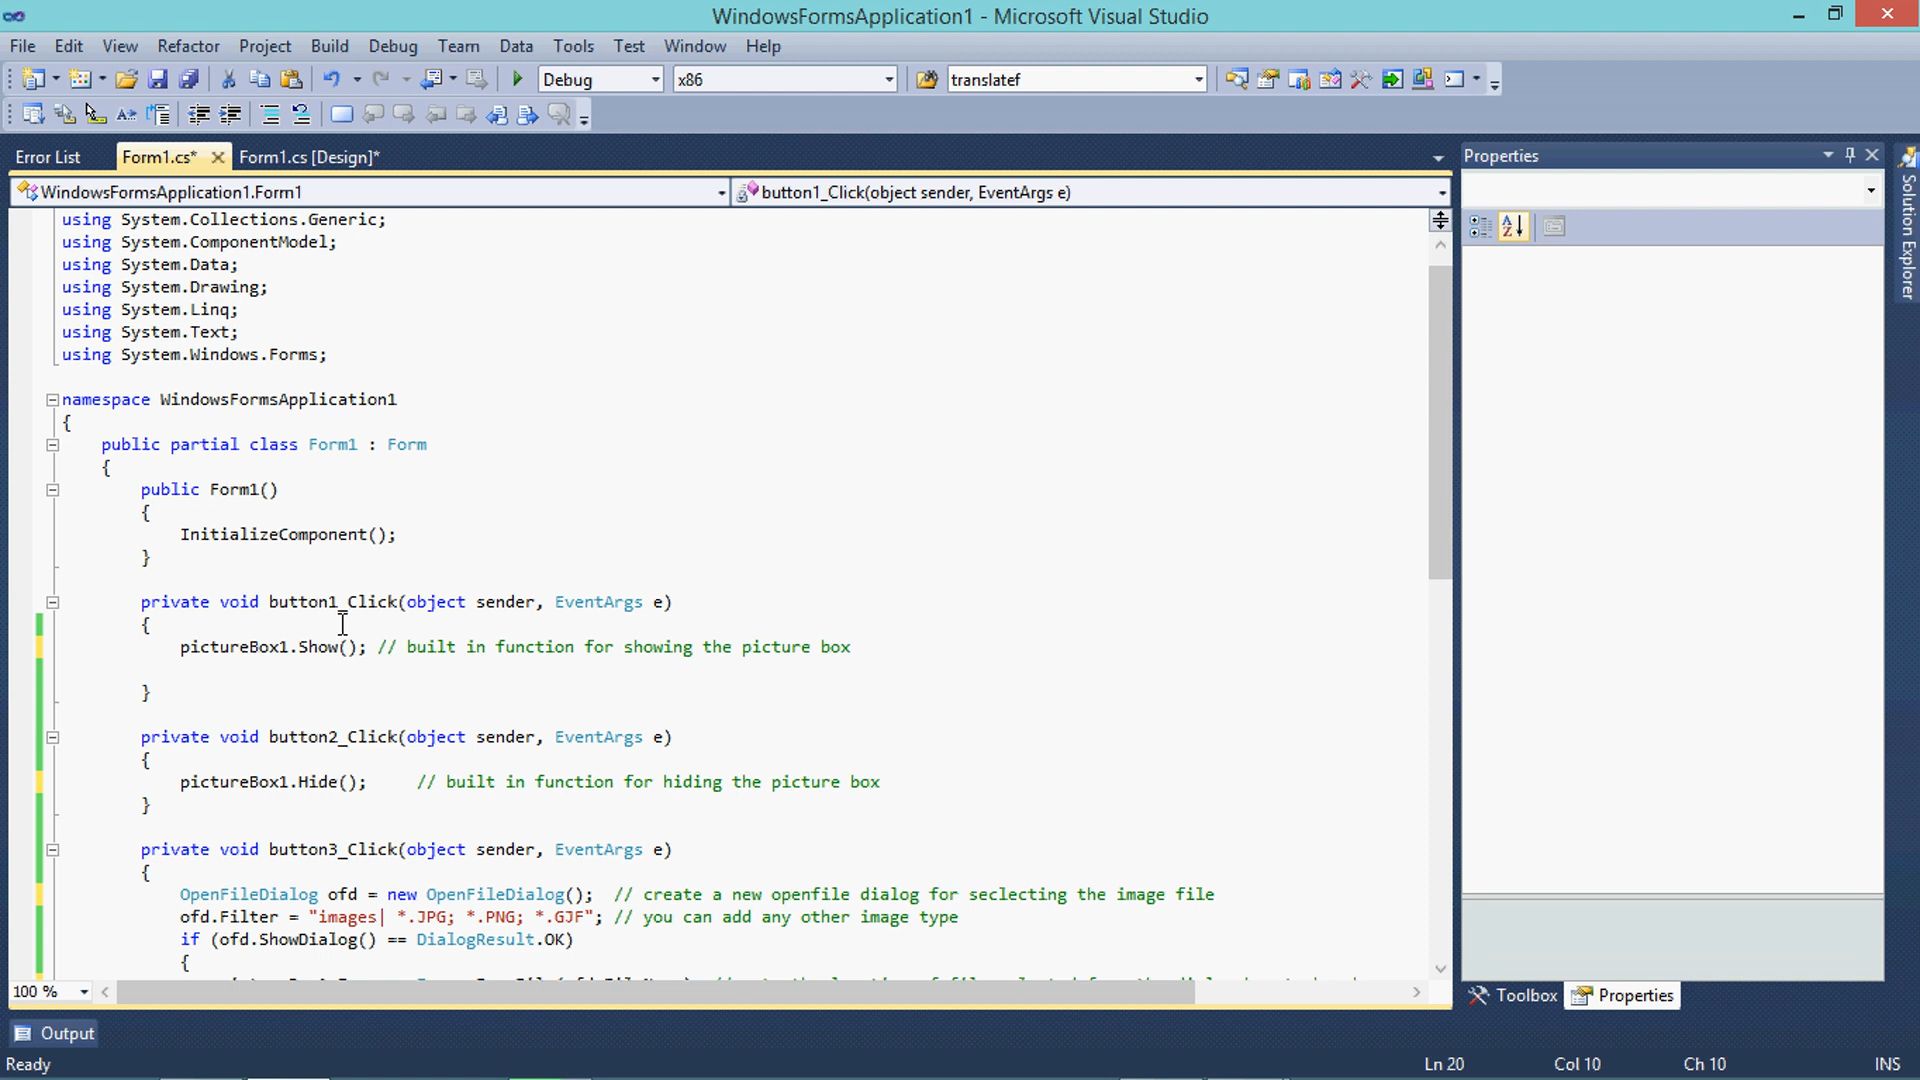 WindowsFormsApplication1 - Microsoft Visual Studio
File Edit View Refactor Project Build Debug Team Data Tools Test Window Help
Debug x86 translatef
Error List Form1.cs* Form1.cs [Design]*
Properties
WindowsFormsApplication1.Form1 button1_Click(object sender, EventArgs e)
Solution Explorer
using System.Collections.Generic;
using System.ComponentModel;
using System.Data;
using System.Drawing;
using System.Linq;
using System.Text;
using System.Windows.Forms;
namespace WindowsFormsApplication1
{
public partial class Form1 : Form
{
public Form1()
{
InitializeComponent();
}
private void button1_Click(object sender, EventArgs e)
{
pictureBox1.Show(); // built in function for showing the picture box
}
private void button2_Click(object sender, EventArgs e)
{
pictureBox1.Hide(); // built in function for hiding the picture box
}
private void button3_Click(object sender, EventArgs e)
{
OpenFileDialog ofd = new OpenFileDialog(); // create a new openfile dialog for seclecting the image file
ofd.Filter = "images| *.JPG; *.PNG; *.GJF"; // you can add any other image type
if (ofd.ShowDialog() == DialogResult.OK)
{
100 %
Toolbox Properties
Output
Ready Ln 20 Col 10 Ch 10 INS